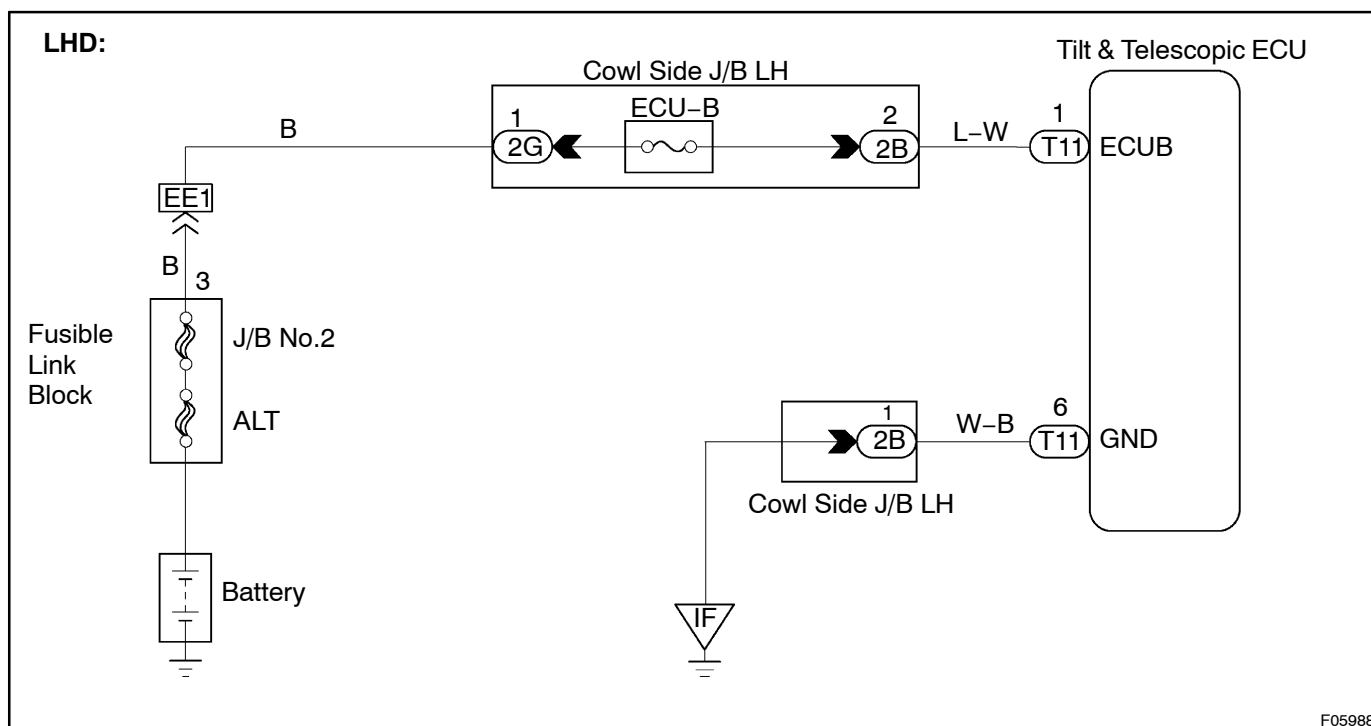 LHD:
Tilt & Telescopic ECU
Cowl Side J/B LH
ECU–B
B
1
2G
2
2B
L–W
1
T11
ECUB
EE1
B
3
Fusible
Link
Block
J/B No.2
ALT
1
2B
W–B
6
T11
GND
Cowl Side J/B LH
Battery
IF